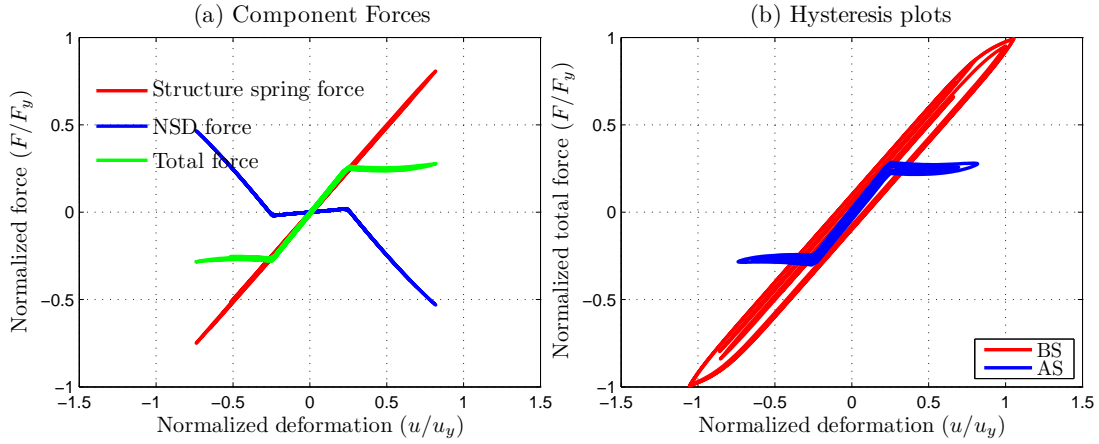 (a) Component Forces
Normalized force (F/F_y)
1
0.5
0
−0.5
−1
Structure spring force
NSD force
Total force
−1.5 −1 −0.5 0 0.5 1 1.5
Normalized deformation (u/u_y)
(b) Hysteresis plots
Normalized total force (F/F_y)
1
0.5
0
−0.5
−1
BS
AS
−1.5 −1 −0.5 0 0.5 1 1.5
Normalized deformation (u/u_y)